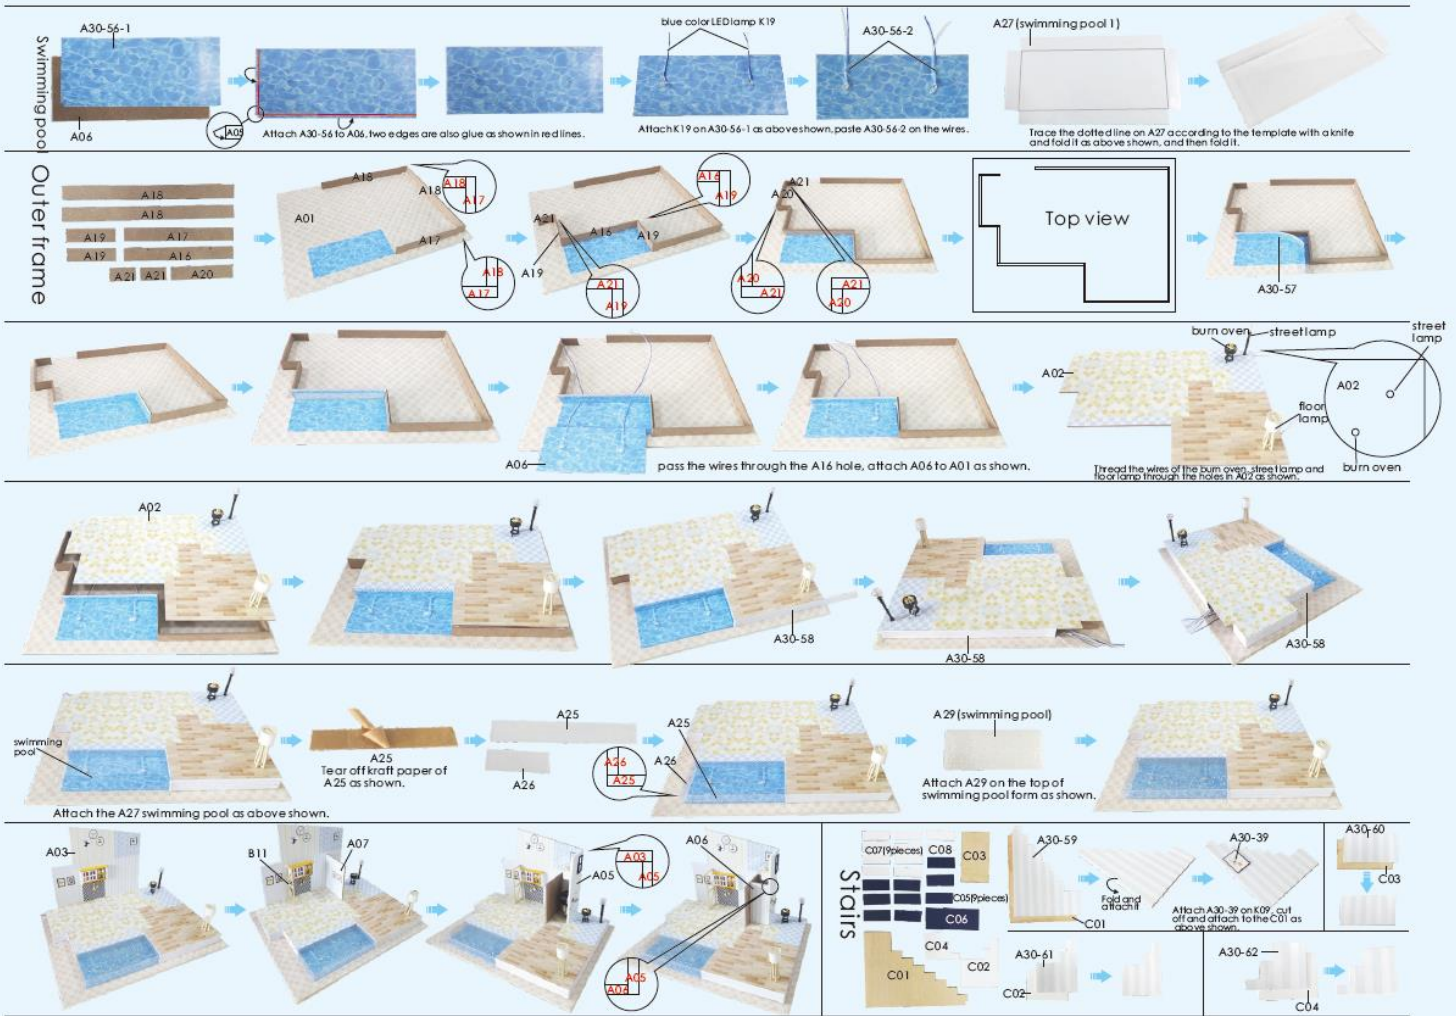 Swimming pool
A30-56-1
A06
A05
Attach A30-56 to A06, two edges are also glue as shown in red lines.
blue color LED lamp K19
Attach K19 on A30-56-1 as above shown, paste A30-56-2 on the wires.
A30-56-2
A27 (swimming pool 1)
Trace the dotted line on A27 according to the template with a knife
and fold it as above shown, and then fold it.
Outer frame
A18
A18
A19
A17
A19
A16
A21
A21
A20
A01
A18
A18
A17
A18
A17
A18
A17
A21
A16
A19
A19
A16
A19
A21
A19
A21
A20
A20
A21
A21
A20
Top view
A30-57
A06
pass the wires through the A16 hole, attach A06 to A01 as shown.
burn oven
street lamp
A02
floor
lamp
Thread the wires of the burn oven, street lamp and
floor lamp through the holes in A02 as shown.
street
lamp
A02
burn oven
A02
A30-58
A30-58
A30-58
swimming
pool
Attach the A27 swimming pool as above shown.
A25
Tear off kraft paper of
A25 as shown.
A25
A26
A26
A25
A25
A26
A29 (swimming pool)
Attach A29 on the top of
swimming pool form as shown.
A03
B11
A07
A03
A05
A05
A06
A05
A06
Stairs
C07(9pieces)
C08
C03
C05(9pieces)
C06
C04
C01
C02
A30-59
C01
Fold and
attach it
A30-39
Attach A30-39 on K09, cut
off and attach to the C01 as
above shown.
A30-60
C03
A30-61
C02
A30-62
C04